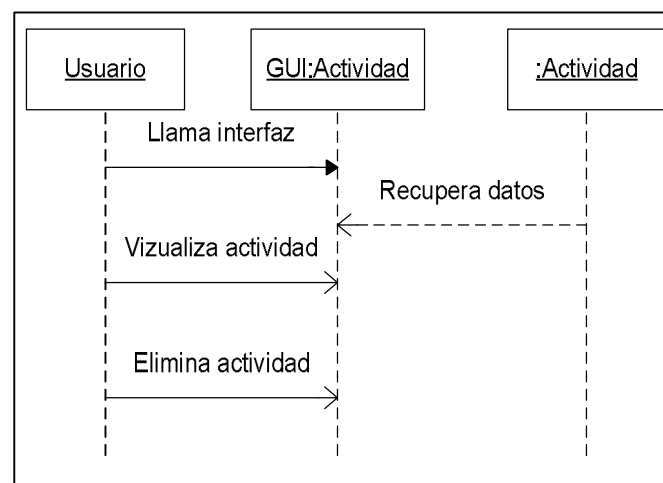 Usuario
GUI:Actividad
:Actividad
Llama interfaz
Recupera datos
Vizualiza actividad
Elimina actividad